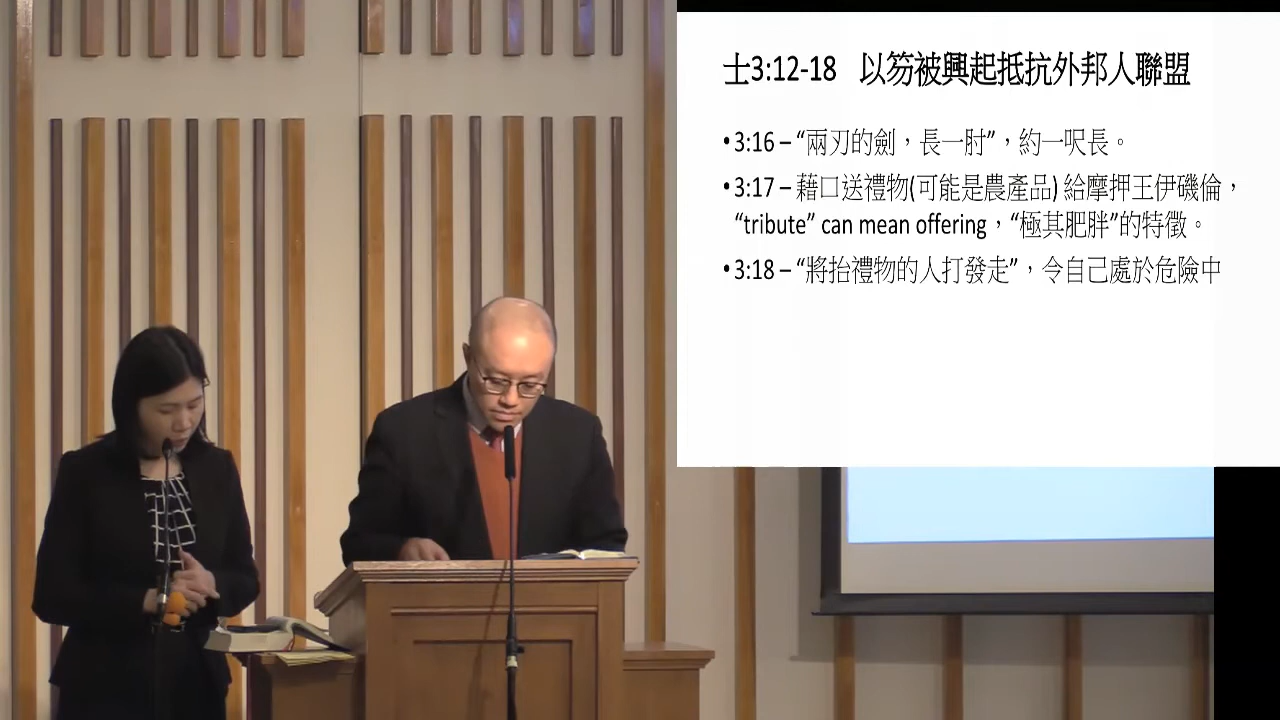 士3:12-18 以笏被興起抵抗外邦人聯盟
•3:16 – “兩刃的劍，長一肘”，約一呎長。
•3:17 – 藉口送禮物(可能是農產品) 給摩押王伊磯倫，
“tribute” can mean offering，“極其肥胖”的特徵。
•3:18 – “將抬禮物的人打發走”，令自己處於危險中